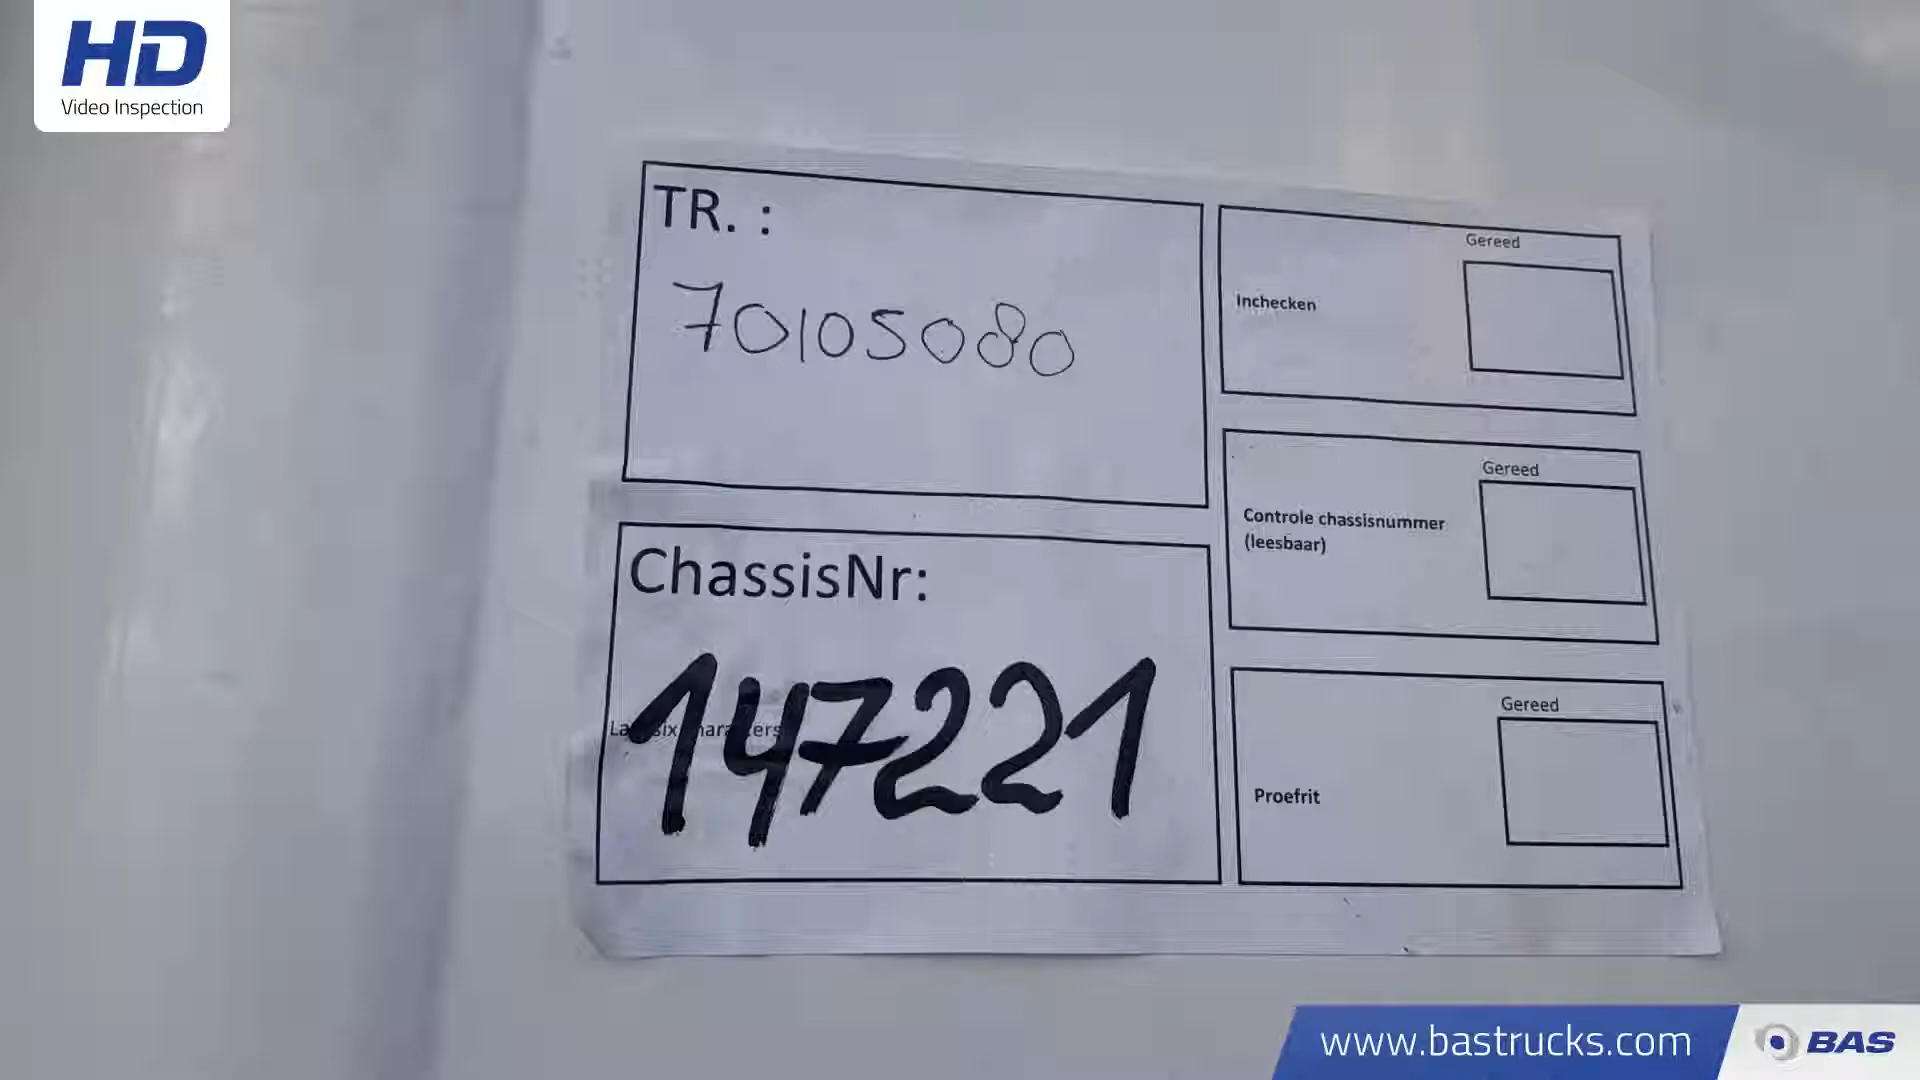 HD
Video Inspection
TR. :
70105080
ChassisNr:
147221
Gereed
Inchecken
Gereed
Controle chassisnummer
(leesbaar)
Gereed
Proefrit
www.bastrucks.com
BAS